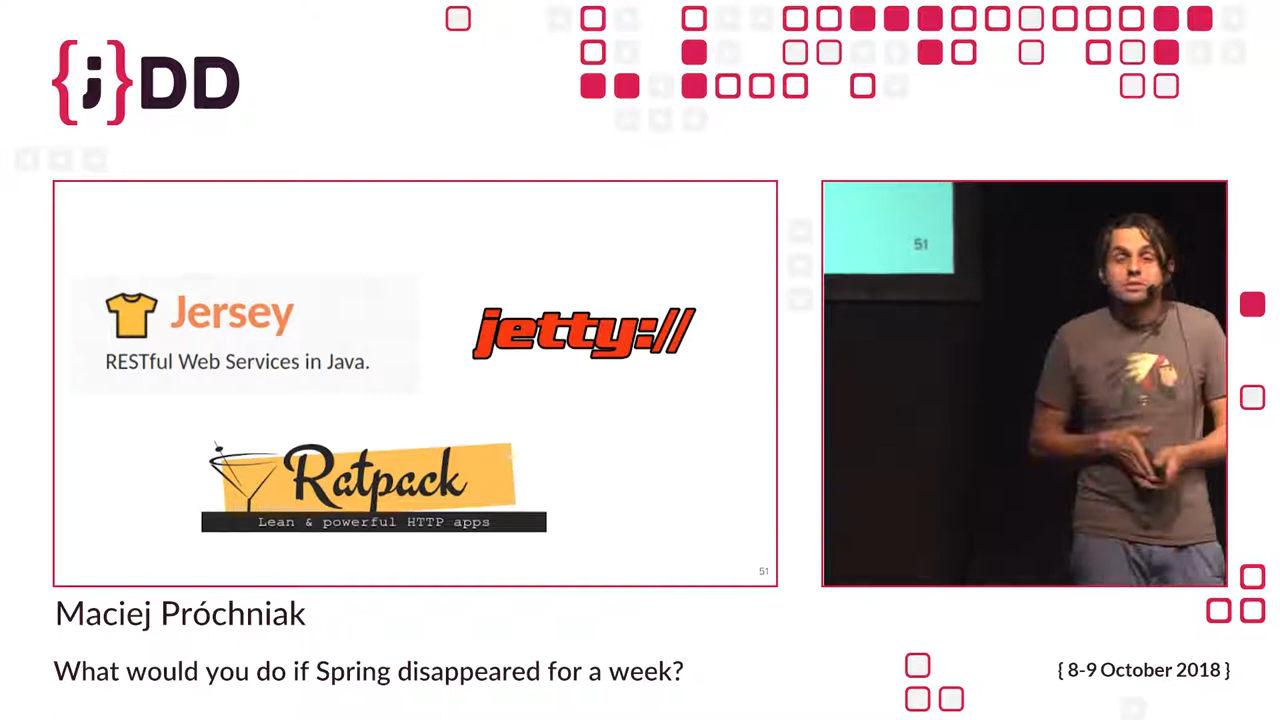 {j}DD
51
Jersey
RESTful Web Services in Java.
jetty://
Ratpack
Lean & powerful HTTP apps
51
Maciej Próchniak
What would you do if Spring disappeared for a week?
{ 8-9 October 2018 }